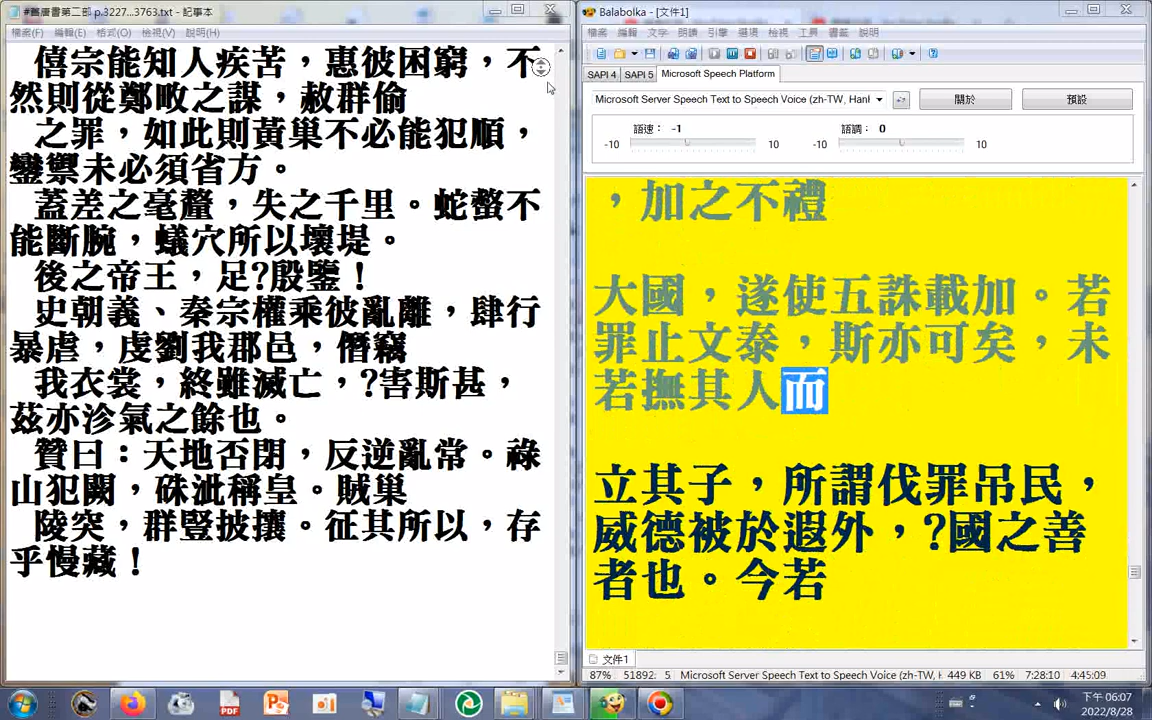 #舊唐書第二部 p.3227...3763.txt - 記事本
檔案(F) 編輯(E) 格式(O) 檢視(V) 說明(H)
僖宗能知人疾苦，惠彼困窮，不
然則從鄭畋之謀，赦群偷
之罪，如此則黃巢不必能犯順，
鑾禦未必須省方。
蓋差之毫釐，失之千里。蛇螫不
能斷腕，蟻穴所以壞堤。
後之帝王，足?殷鑒！
史朝義、秦宗權乘彼亂離，肆行
暴虐，虔劉我郡邑，僭竊
我衣裳，終雖滅亡，?害斯甚，
茲亦沴氣之餘也。
贊曰：天地否閉，反逆亂常。祿
山犯闕，硃泚稱皇。賊巢
陵突，群豎披攘。征其所以，存
乎慢藏！
Balabolka - [文件1]
檔案 編輯 文字 朗讀 引擎 選項 檢視 工具 書籤 說明
SAPI 4 SAPI 5 Microsoft Speech Platform
Microsoft Server Speech Text to Speech Voice (zh-TW, Hanl 關於 預設
語速： -1 語調： 0
-10 10 -10 10
，加之不禮
大國，遂使五誅載加。若
罪止文泰，斯亦可矣，未
若撫其人而
立其子，所謂伐罪吊民，
威德被於遐外，?國之善
者也。今若
文件1
87% 51892: 5 Microsoft Server Speech Text to Speech Voice (zh-TW, H 449 KB 61% 7:28:10 4:45:09
PDF
下午 06:07
2022/8/28